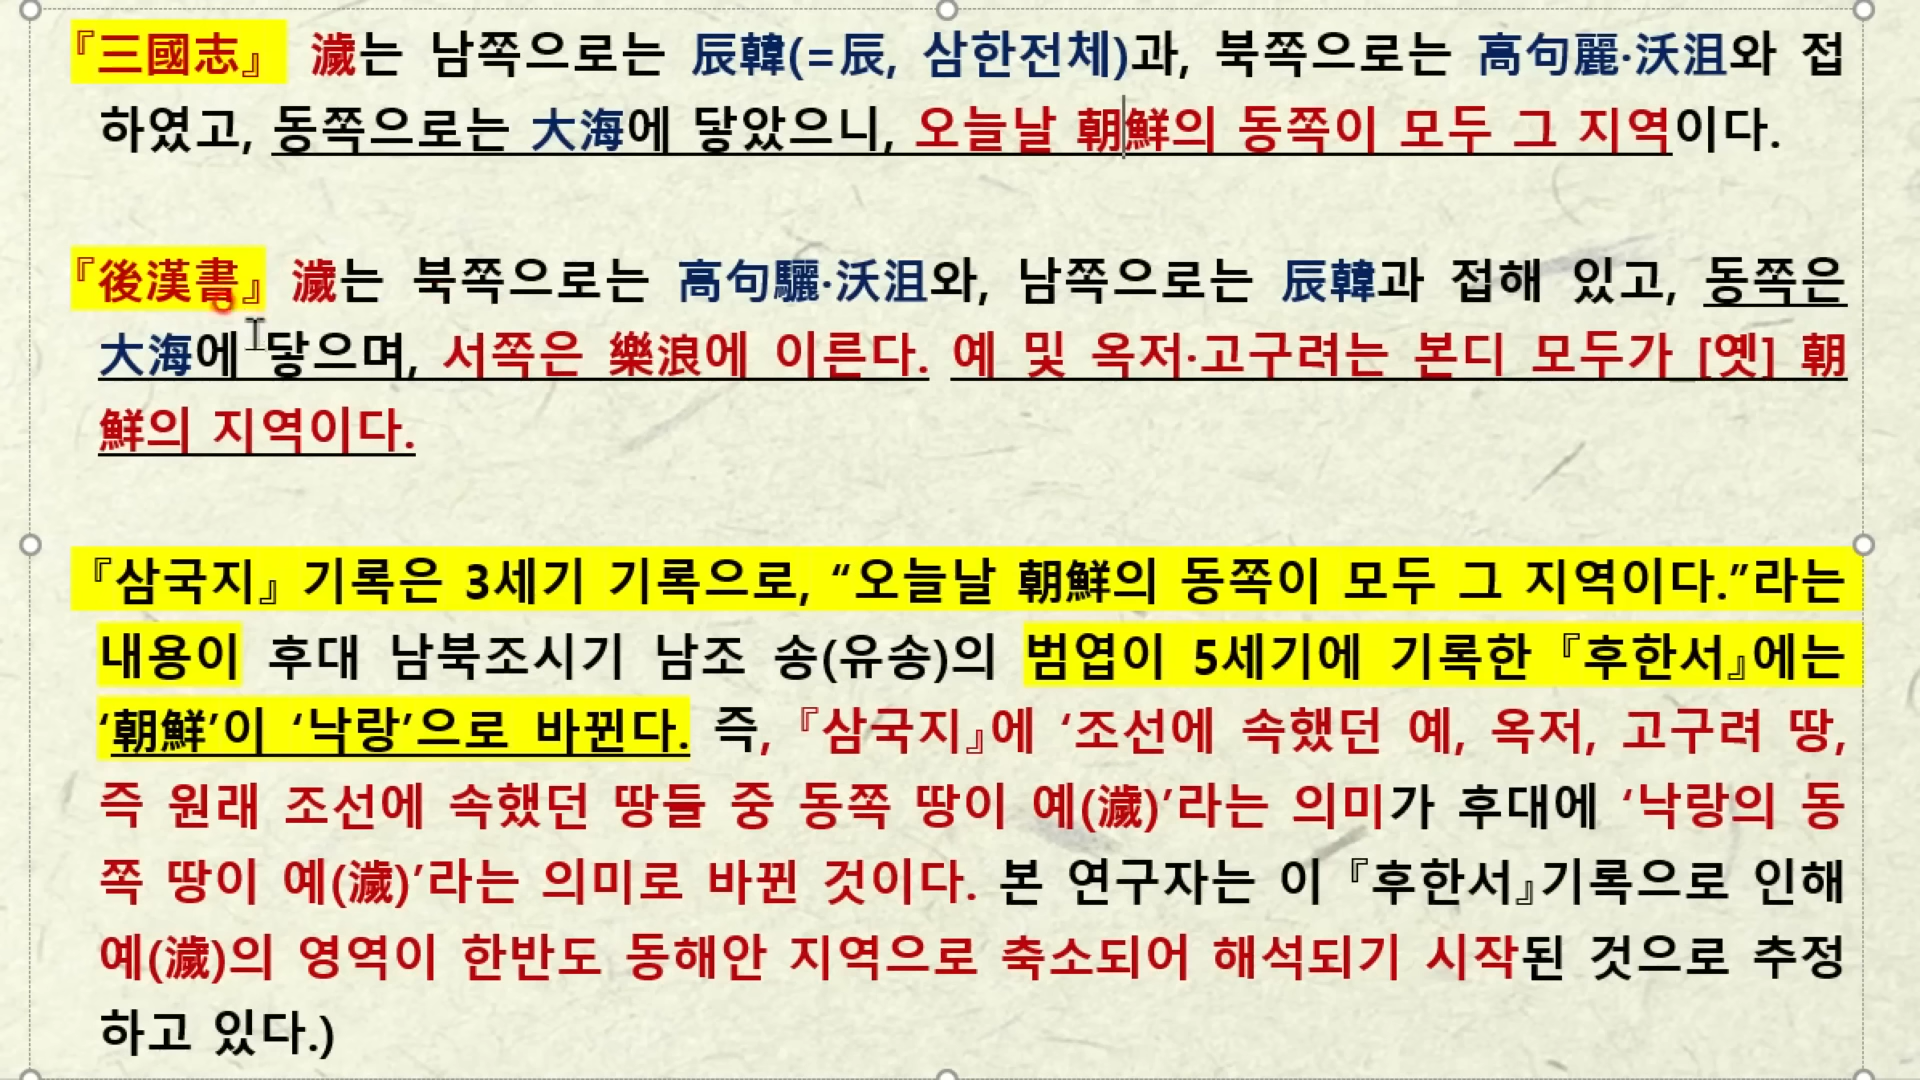 『三國志』 濊는 남쪽으로는 辰韓(=辰, 삼한전체)과, 북쪽으로는 高句麗·沃沮와 접
하였고, 동쪽으로는 大海에 닿았으니, 오늘날 朝鮮의 동쪽이 모두 그 지역이다.
『後漢書』 濊는 북쪽으로는 高句驪·沃沮와, 남쪽으로는 辰韓과 접해 있고, 동쪽은
大海에 닿으며, 서쪽은 樂浪에 이른다. 예 및 옥저·고구려는 본디 모두가 [옛] 朝
鮮의 지역이다.
『삼국지』 기록은 3세기 기록으로, “오늘날 朝鮮의 동쪽이 모두 그 지역이다.”라는
내용이 후대 남북조시기 남조 송(유송)의 범엽이 5세기에 기록한 『후한서』에는
‘朝鮮’이 ‘낙랑’으로 바뀐다. 즉, 『삼국지』에 ‘조선에 속했던 예, 옥저, 고구려 땅,
즉 원래 조선에 속했던 땅들 중 동쪽 땅이 예(濊)’라는 의미가 후대에 ‘낙랑의 동
쪽 땅이 예(濊)’라는 의미로 바뀐 것이다. 본 연구자는 이 『후한서』기록으로 인해
예(濊)의 영역이 한반도 동해안 지역으로 축소되어 해석되기 시작된 것으로 추정
하고 있다.)